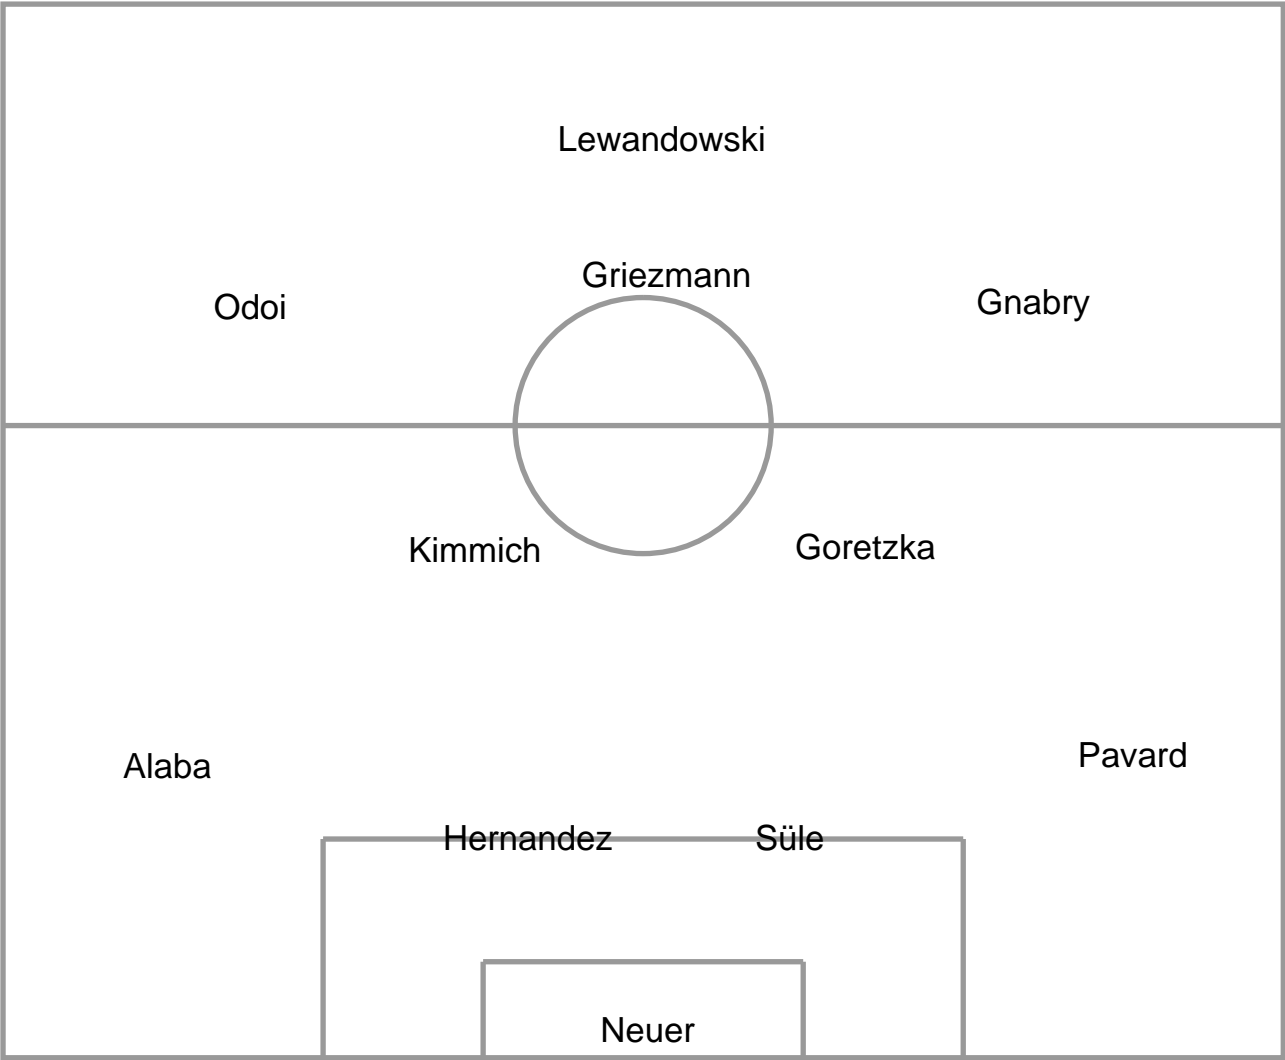 Lewandowski
Griezmann
Odoi
Gnabry
Kimmich
Goretzka
Alaba
Pavard
Hernandez
Süle
Neuer